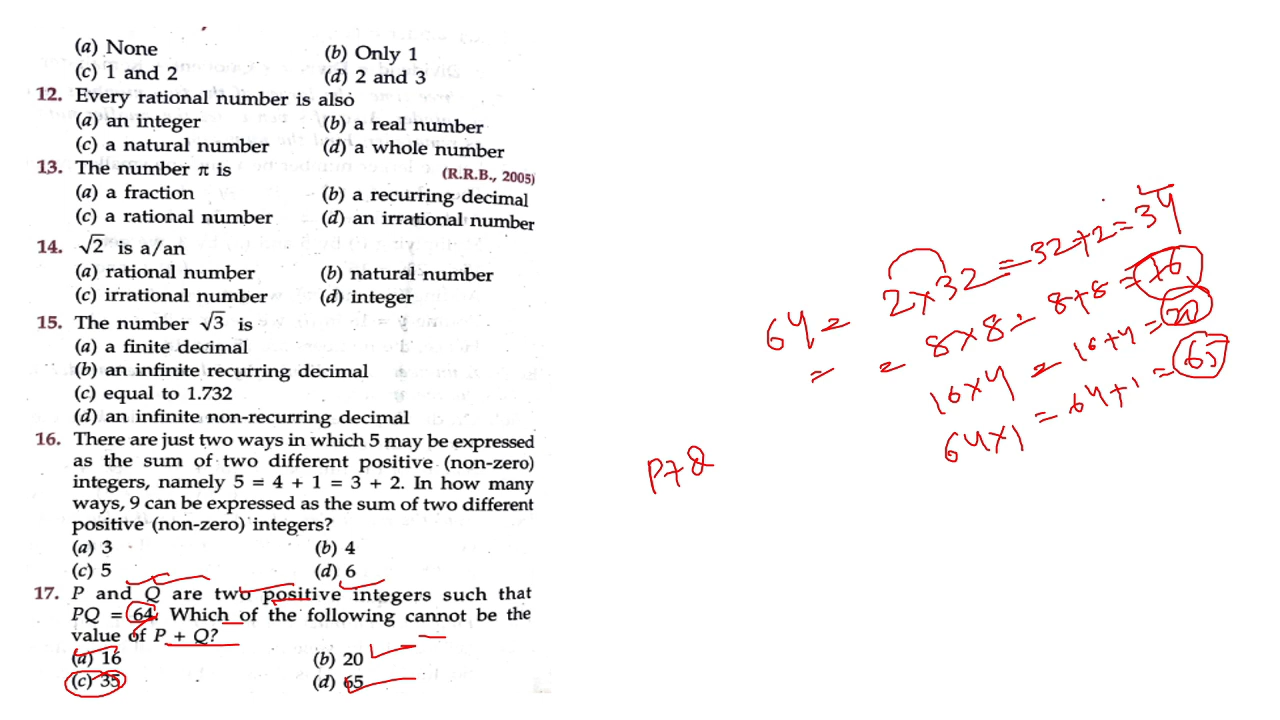 (a) None (b) Only 1
(c) 1 and 2 (d) 2 and 3
12. Every rational number is also
(a) an integer (b) a real number
(c) a natural number (d) a whole number
13. The number π is (R.R.B., 2005)
(a) a fraction (b) a recurring decimal
(c) a rational number (d) an irrational number
14. √2 is a/an
(a) rational number (b) natural number
(c) irrational number (d) integer
15. The number √3 is
(a) a finite decimal
(b) an infinite recurring decimal
(c) equal to 1.732
(d) an infinite non-recurring decimal
16. There are just two ways in which 5 may be expressed
as the sum of two different positive (non-zero)
integers, namely 5 = 4 + 1 = 3 + 2. In how many
ways, 9 can be expressed as the sum of two different
positive (non-zero) integers?
(a) 3 (b) 4
(c) 5 (d) 6
17. P and Q are two positive integers such that
PQ = 64. Which of the following cannot be the
value of P + Q?
(a) 16 (b) 20
(c) 35 (d) 65
64 = 2×32 = 32+2 = 34
= = 8×8 = 8+8 = 16
16×4 = 16+4 = 20
64×1 = 64+1 = 65
P+Q